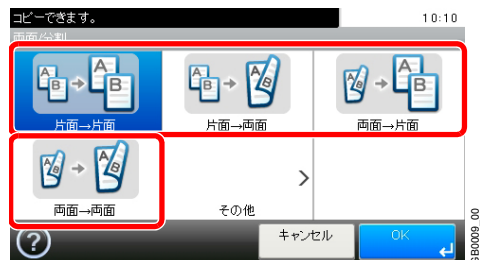 コピーできます。 10:10
両面/分割
A B A B A B A B A B A B
片面→片面 片面→両面 両面→片面
A B A B
両面→両面 その他
? キャンセル OK
GB0009_00